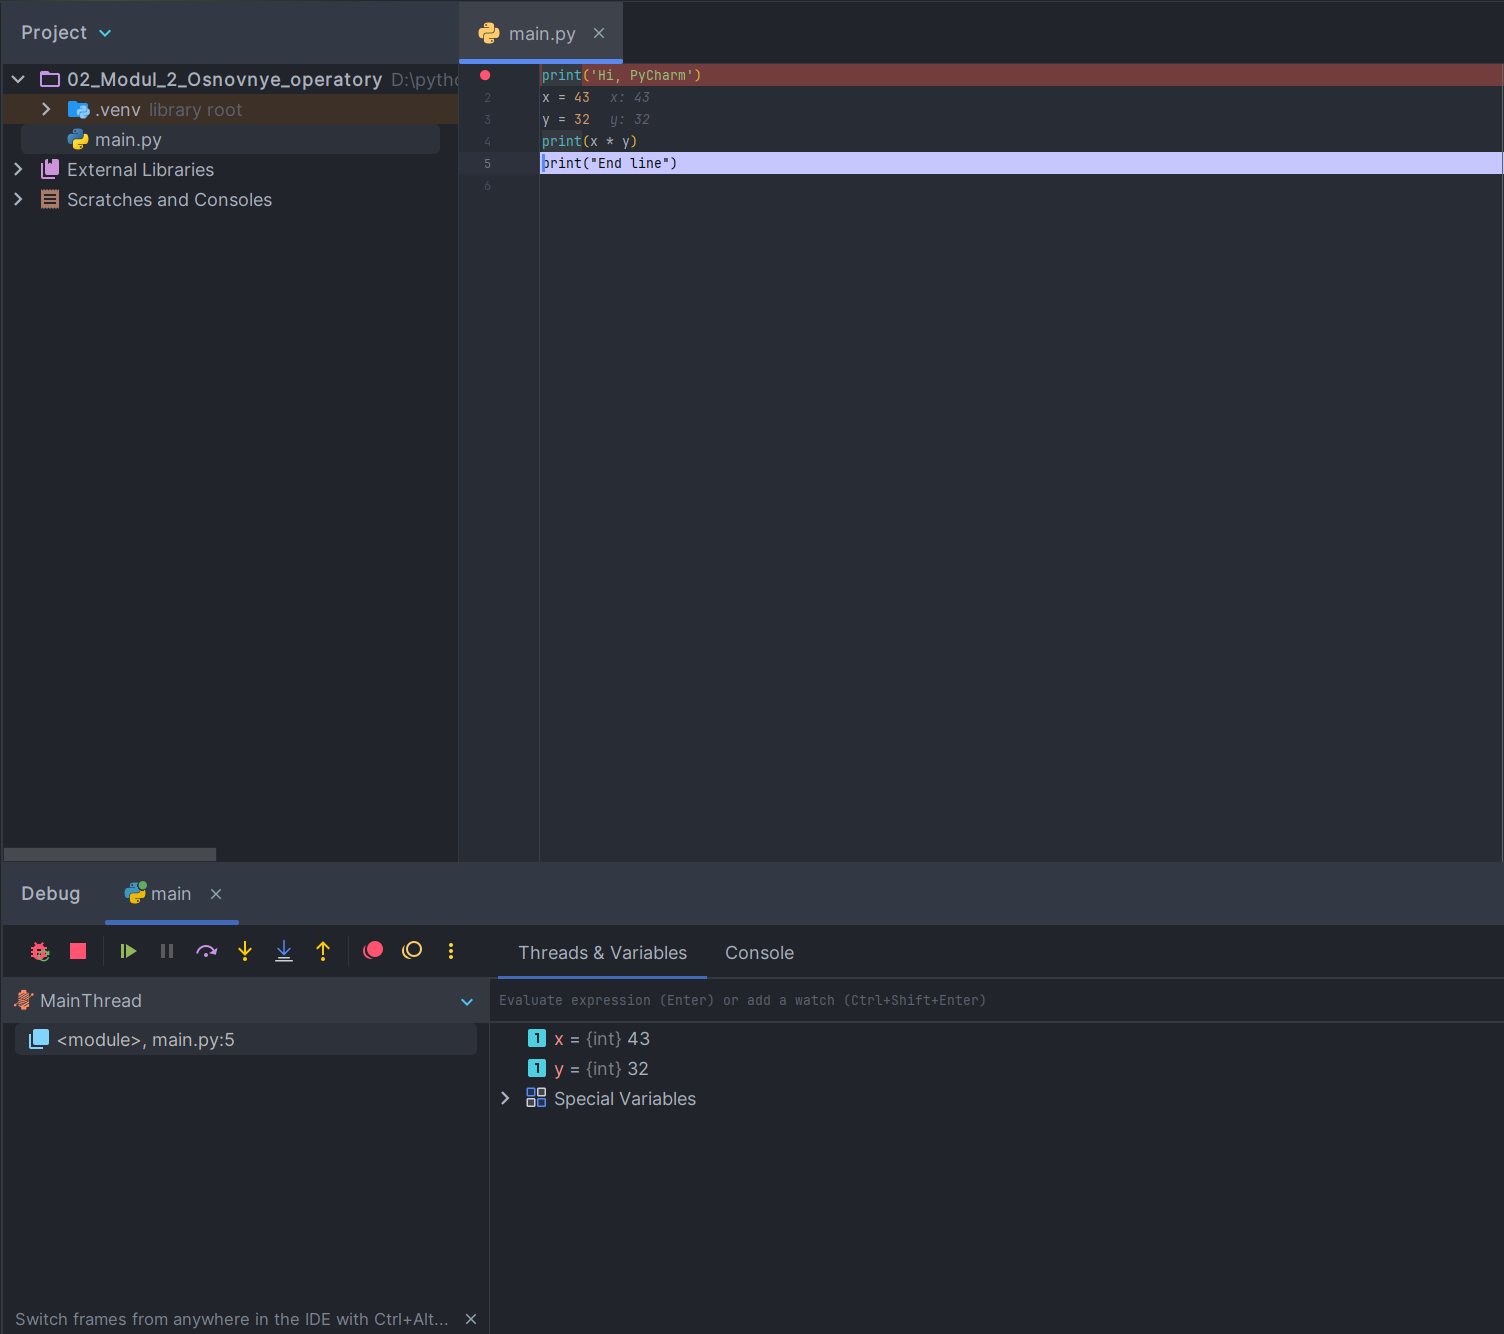 Project
main.py
02_Modul_2_Osnovnye_operatory D:\pytho
.venv library root
main.py
External Libraries
Scratches and Consoles
print('Hi, PyCharm')
2 x = 43 x: 43
3 y = 32 y: 32
4 print(x * y)
5 print("End line")
6
Debug
main
Threads & Variables
Console
MainThread
Evaluate expression (Enter) or add a watch (Ctrl+Shift+Enter)
<module>, main.py:5
1 x = {int} 43
1 y = {int} 32
Special Variables
Switch frames from anywhere in the IDE with Ctrl+Alt...